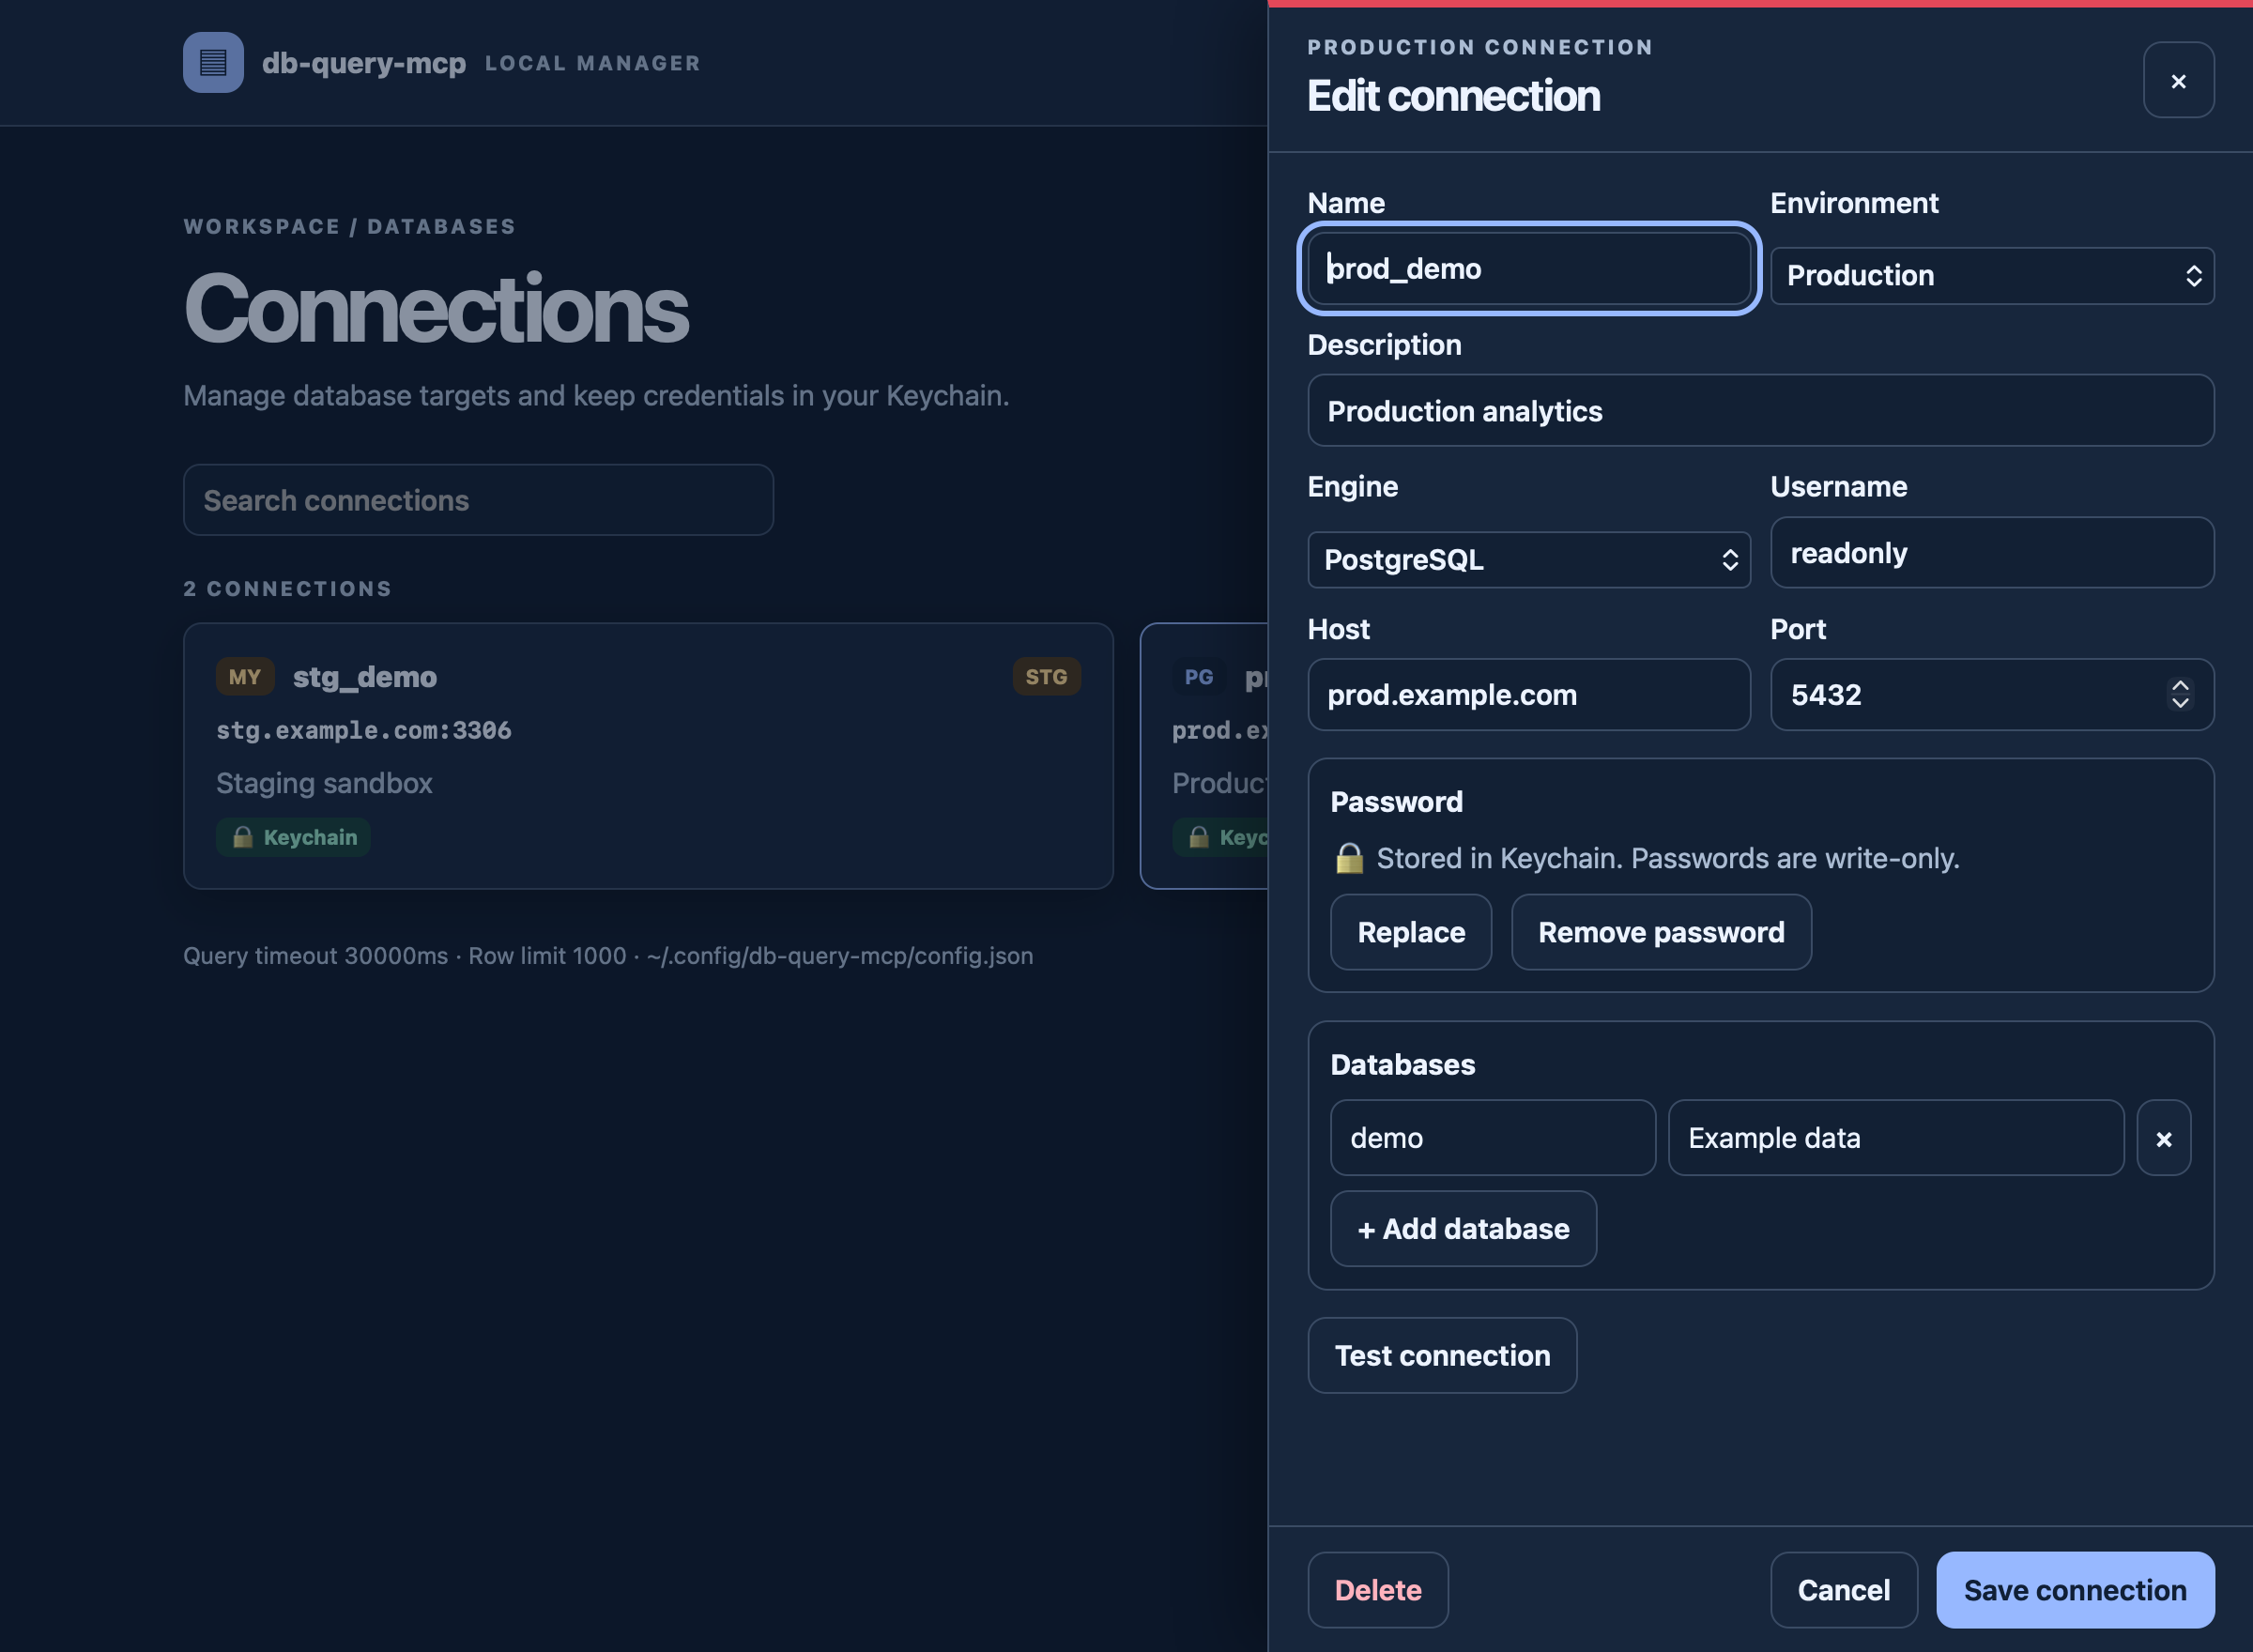 db-query-mcp LOCAL MANAGER
WORKSPACE / DATABASES
Connections
Manage database targets and keep credentials in your Keychain.
Search connections
2 CONNECTIONS
MY stg_demo STG
stg.example.com:3306
Staging sandbox
Keychain
PG
prod.ex
Produc
Keyc
Query timeout 30000ms · Row limit 1000 · ~/.config/db-query-mcp/config.json
PRODUCTION CONNECTION
Edit connection
×
Name Environment
prod_demo Production
Description
Production analytics
Engine Username
PostgreSQL readonly
Host Port
prod.example.com 5432
Password
Stored in Keychain. Passwords are write-only.
Replace Remove password
Databases
demo Example data ×
+ Add database
Test connection
Delete Cancel Save connection